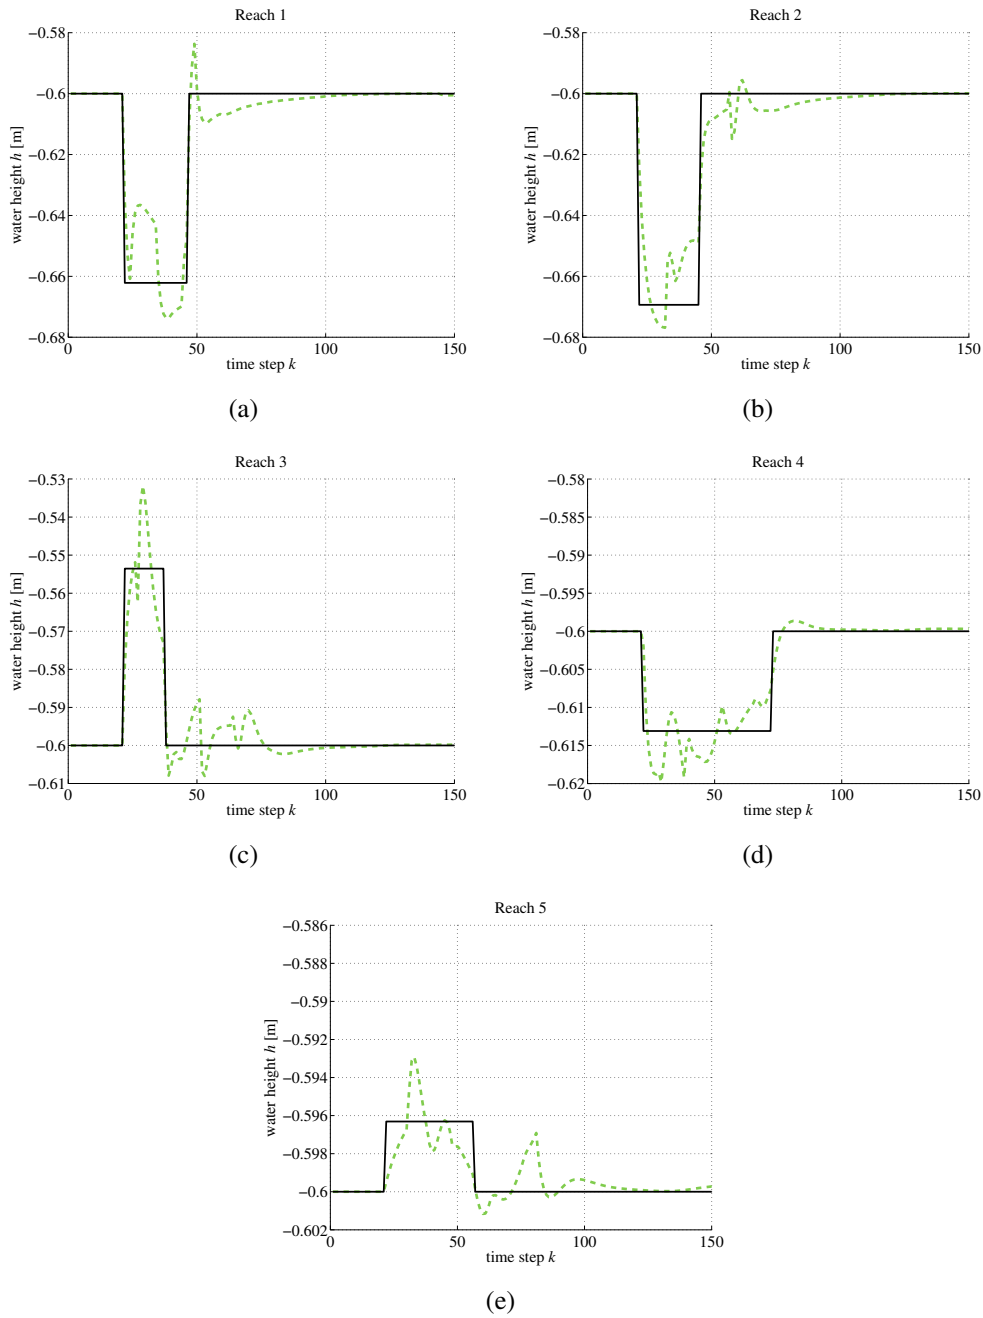 Reach 1
−0.58
−0.6
−0.62
−0.64
−0.66
−0.68
water height h [m]
0
50
100
150
time step k
(a)
Reach 2
−0.58
−0.6
−0.62
−0.64
−0.66
−0.68
water height h [m]
0
50
100
150
time step k
(b)
Reach 3
−0.53
−0.54
−0.55
−0.56
−0.57
−0.58
−0.59
−0.6
−0.61
water height h [m]
0
50
100
150
time step k
(c)
Reach 4
−0.58
−0.585
−0.59
−0.595
−0.6
−0.605
−0.61
−0.615
−0.62
water height h [m]
0
50
100
150
time step k
(d)
Reach 5
−0.586
−0.588
−0.59
−0.592
−0.594
−0.596
−0.598
−0.6
−0.602
water height h [m]
0
50
100
150
time step k
(e)